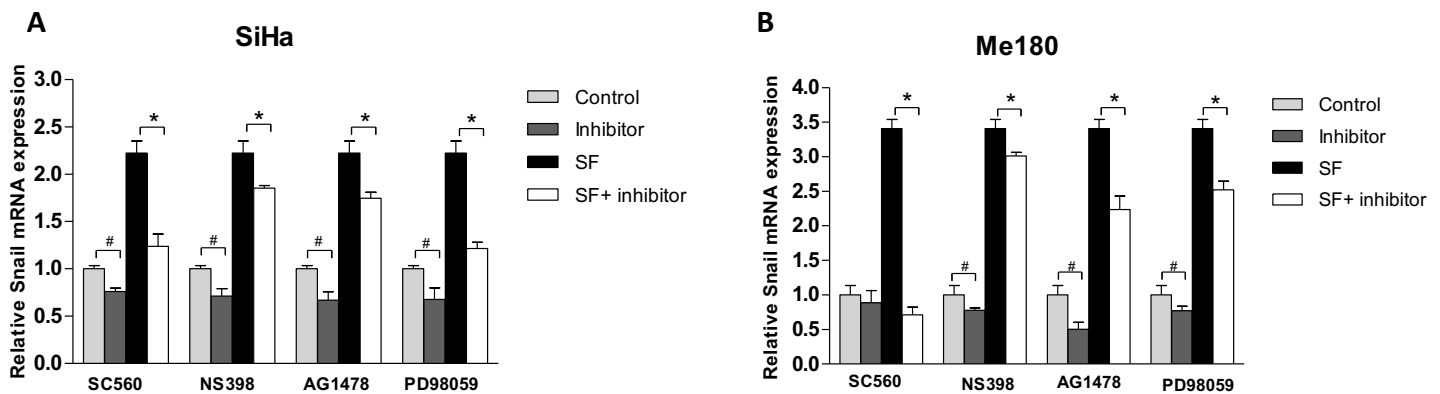 A
SiHa
Relative Snail mRNA expression
3.0
2.5
2.0
1.5
1.0
0.5
0.0
*
*
*
*
#
#
#
#
SC560
NS398
AG1478
PD98059
Control
Inhibitor
SF
SF+ inhibitor
B
Me180
Relative Snail mRNA expression
4.0
3.5
3.0
2.5
2.0
1.5
1.0
0.5
0.0
*
*
*
*
#
#
#
SC560
NS398
AG1478
PD98059
Control
Inhibitor
SF
SF+ inhibitor